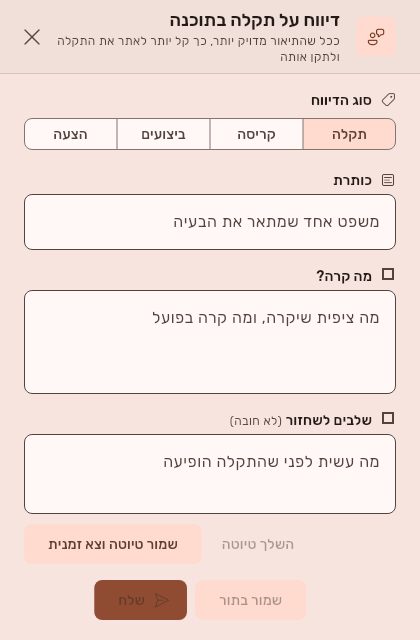 דיווח על תקלה בתוכנה
ככל שהתיאור מדויק יותר, כך קל יותר לאתר את התקלה
ולתקן אותה
סוג הדיווח
תקלה
קריסה
ביצועים
הצעה
כותרת
משפט אחד שמתאר את הבעיה
מה קרה?
מה ציפית שיקרה, ומה קרה בפועל
שלבים לשחזור (לא חובה)
מה עשית לפני שהתקלה הופיעה
השלך טיוטה
שמור טיוטה וצא זמנית
שמור בתור
שלח